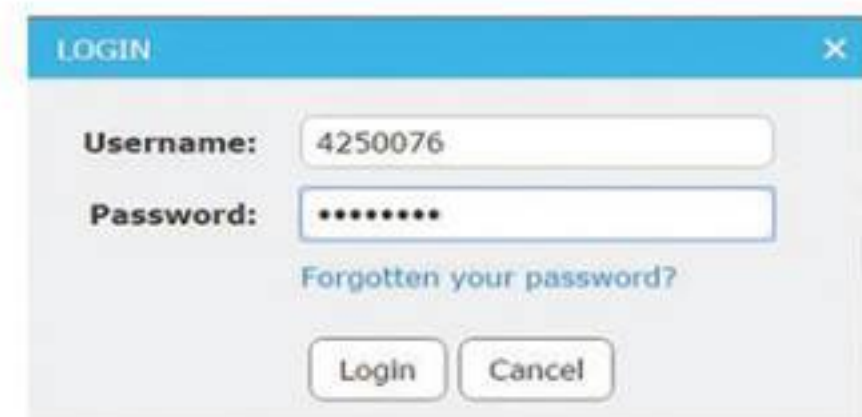 LOGIN ×
Username: 4250076
Password: ••••••••
Forgotten your password?
Login Cancel